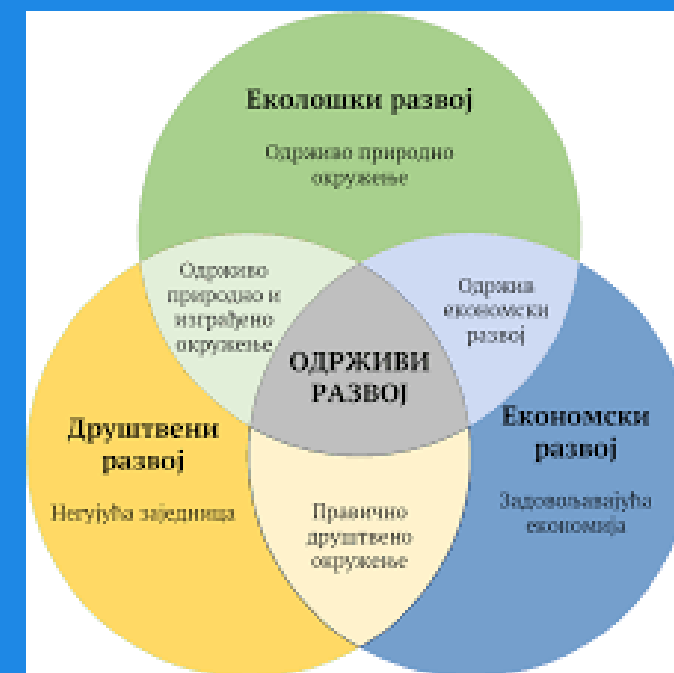 Еколошки развој
Одрживо природно
окружење
Одрживо
природно и
изграђено
окружење
Одржив
економски
развој
ОДРЖИВИ
РАЗВОЈ
Друштвени
развој
Негујућа заједница
Економски
развој
Задовољавајућа
економија
Правично
друштвено
окружење